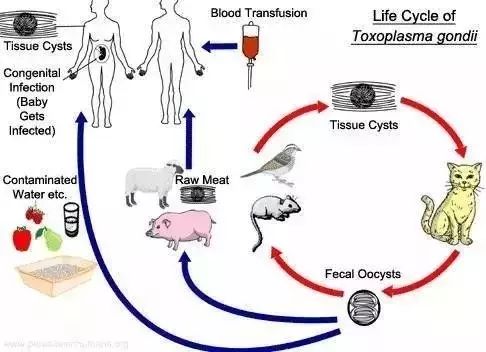 Blood Transfusion
Life Cycle of
Toxoplasma gondii
Tissue Cysts
Congenital
Infection
(Baby
Gets
Infected)
Tissue Cysts
Contaminated
Water etc.
Raw Meat
Fecal Oocysts